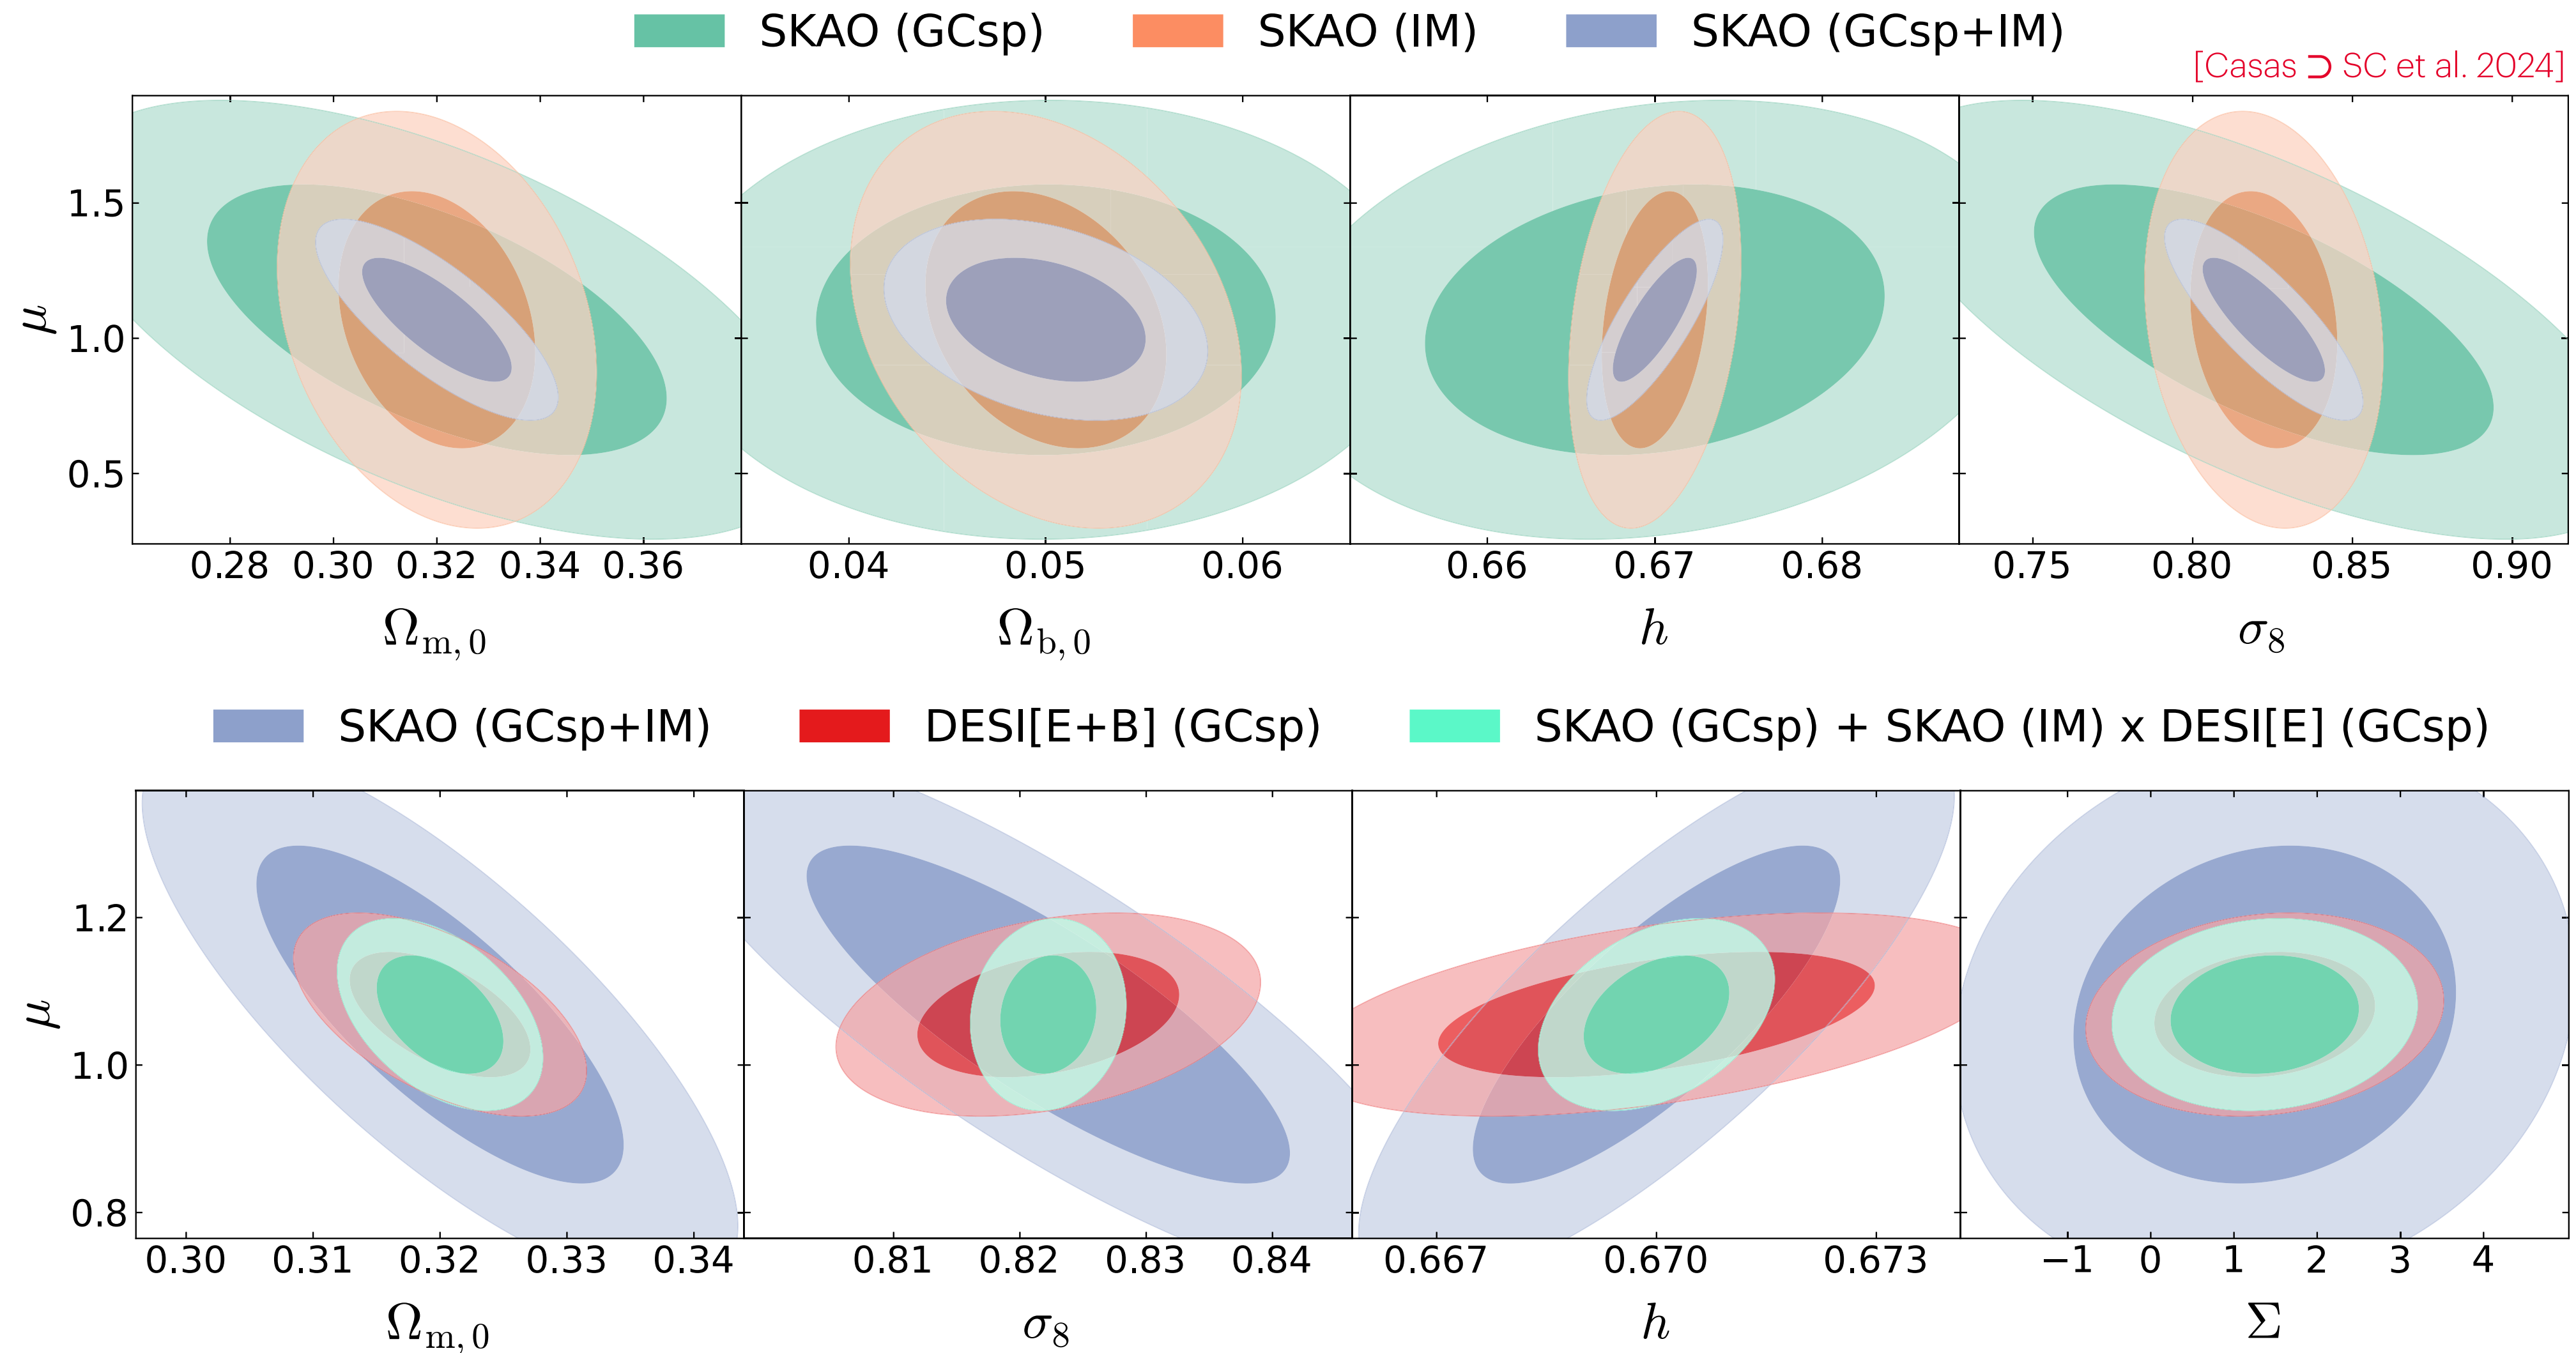 SKAO (GCsp) SKAO (IM) SKAO (GCsp+IM)
[Casas ⊃ SC et al. 2024]
μ
1.5
1.0
0.5
0.28 0.30 0.32 0.34 0.36 0.04 0.05 0.06 0.66 0.67 0.68 0.75 0.80 0.85 0.90
Ωm,0 Ωb,0 h σ8
SKAO (GCsp+IM) DESI[E+B] (GCsp) SKAO (GCsp) + SKAO (IM) x DESI[E] (GCsp)
μ
1.2
1.0
0.8
0.30 0.31 0.32 0.33 0.34 0.81 0.82 0.83 0.84 0.667 0.670 0.673 −1 0 1 2 3 4
Ωm,0 σ8 h Σ